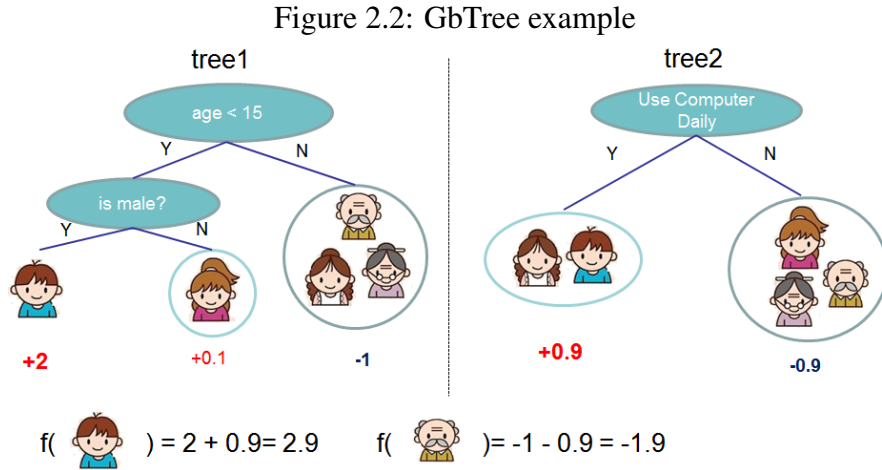 Figure 2.2: GbTree example
tree1
age < 15
Y
N
is male?
Y
N
+2
+0.1
-1
tree2
Use Computer
Daily
Y
N
+0.9
-0.9
f( ) = 2 + 0.9= 2.9
f( )= -1 - 0.9 = -1.9